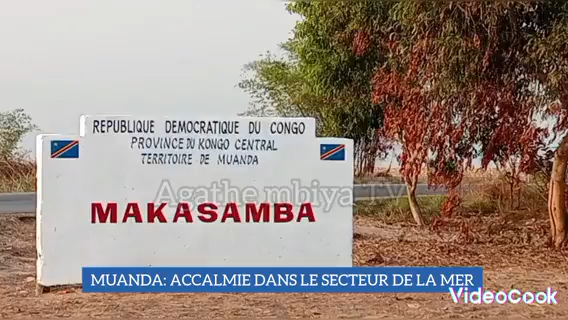 REPUBLIQUE DEMOCRATIQUE DU CONGO
PROVINCE DU KONGO CENTRAL
TERRITOIRE DE MUANDA
Agathe mbiya TV
MAKASAMBA
MUANDA: ACCALMIE DANS LE SECTEUR DE LA MER
VideoCook